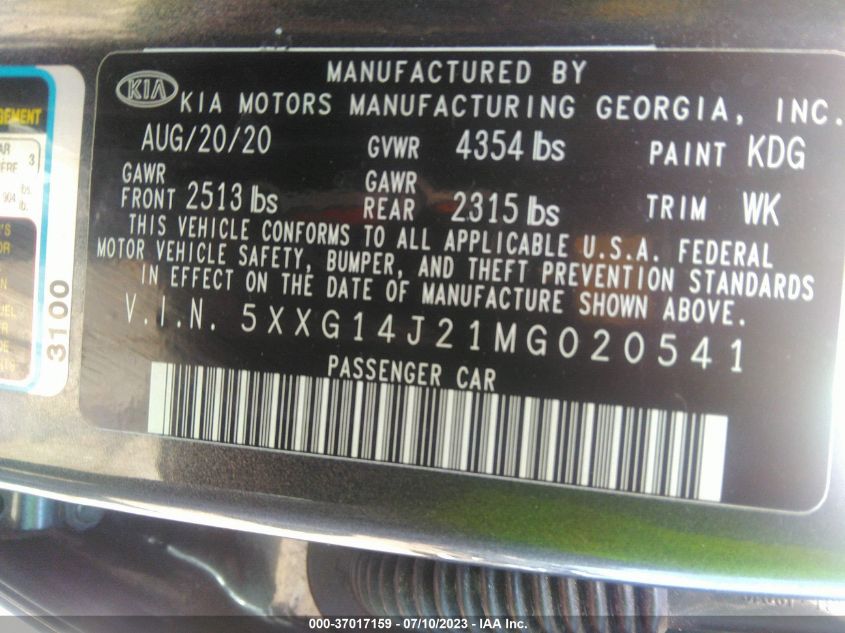 MANUFACTURED BY
KIA KIA MOTORS MANUFACTURING GEORGIA, INC.
AUG/20/20 GVWR 4354 lbs PAINT KDG
GAWR FRONT 2513 lbs GAWR REAR 2315 lbs TRIM WK
THIS VEHICLE CONFORMS TO ALL APPLICABLE U.S.A. FEDERAL
MOTOR VEHICLE SAFETY, BUMPER, AND THEFT PREVENTION STANDARDS
IN EFFECT ON THE DATE OF MANUFACTURE SHOWN ABOVE.
V.I.N. 5XXG14J21MG020541
PASSENGER CAR
3
904
3100
000-37017159 - 07/10/2023 - IAA Inc.